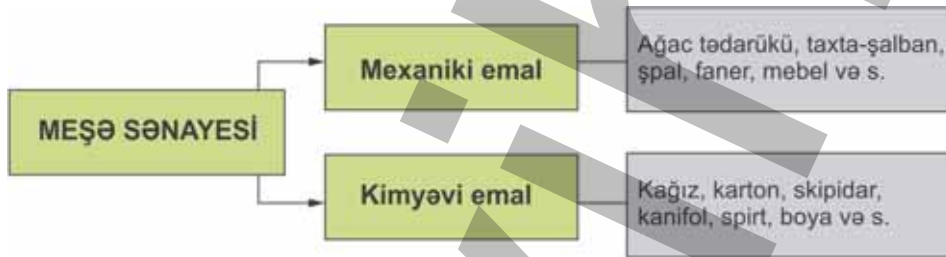 MEŞƏ SƏNAYESİ
Mexaniki emal
Ağac tədarükü, taxta-şalban,
şpal, faner, mebel və s.
Kimyəvi emal
Kağız, karton, skipidar,
kanifol, spirt, boya və s.